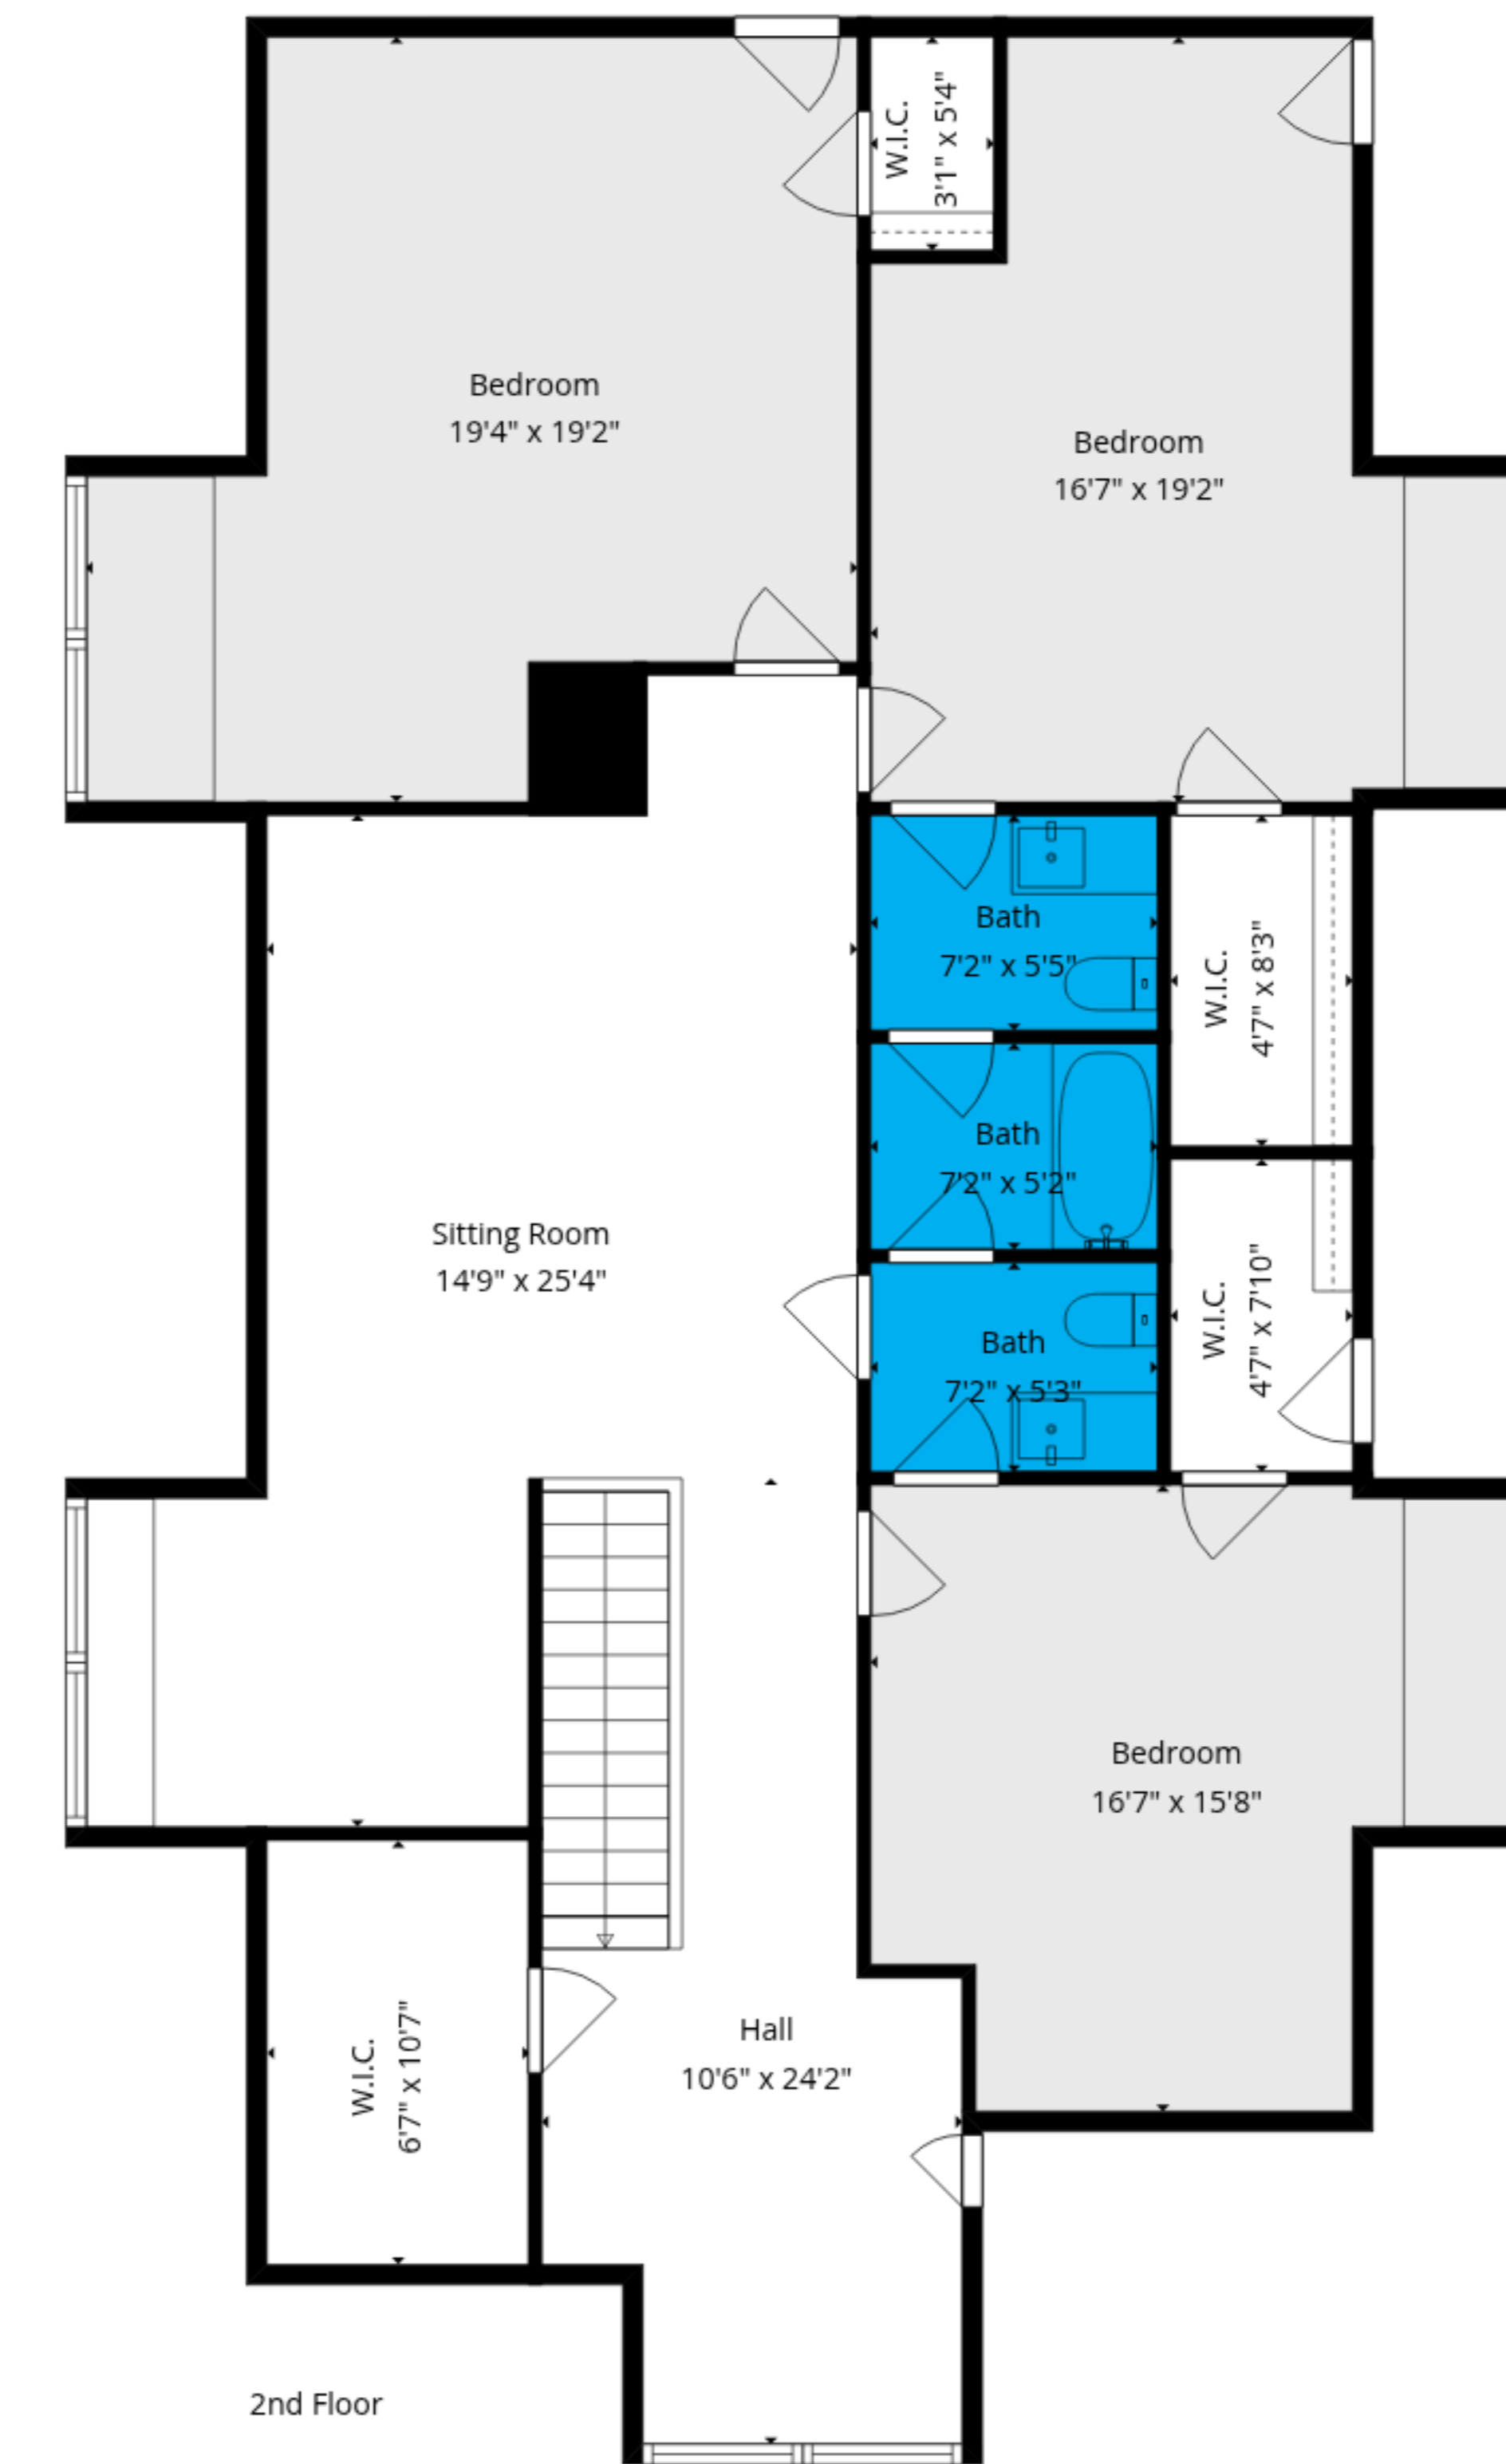 W.I.C.
3'1" x 5'4"
Bedroom
19'4" x 19'2"
Bedroom
16'7" x 19'2"
Bath
7'2" x 5'5"
W.I.C.
4'7" x 8'3"
Bath
7'2" x 5'2"
Sitting Room
14'9" x 25'4"
W.I.C.
4'7" x 7'10"
Bath
7'2" x 5'3"
Bedroom
16'7" x 15'8"
Hall
10'6" x 24'2"
W.I.C.
6'7" x 10'7"
2nd Floor